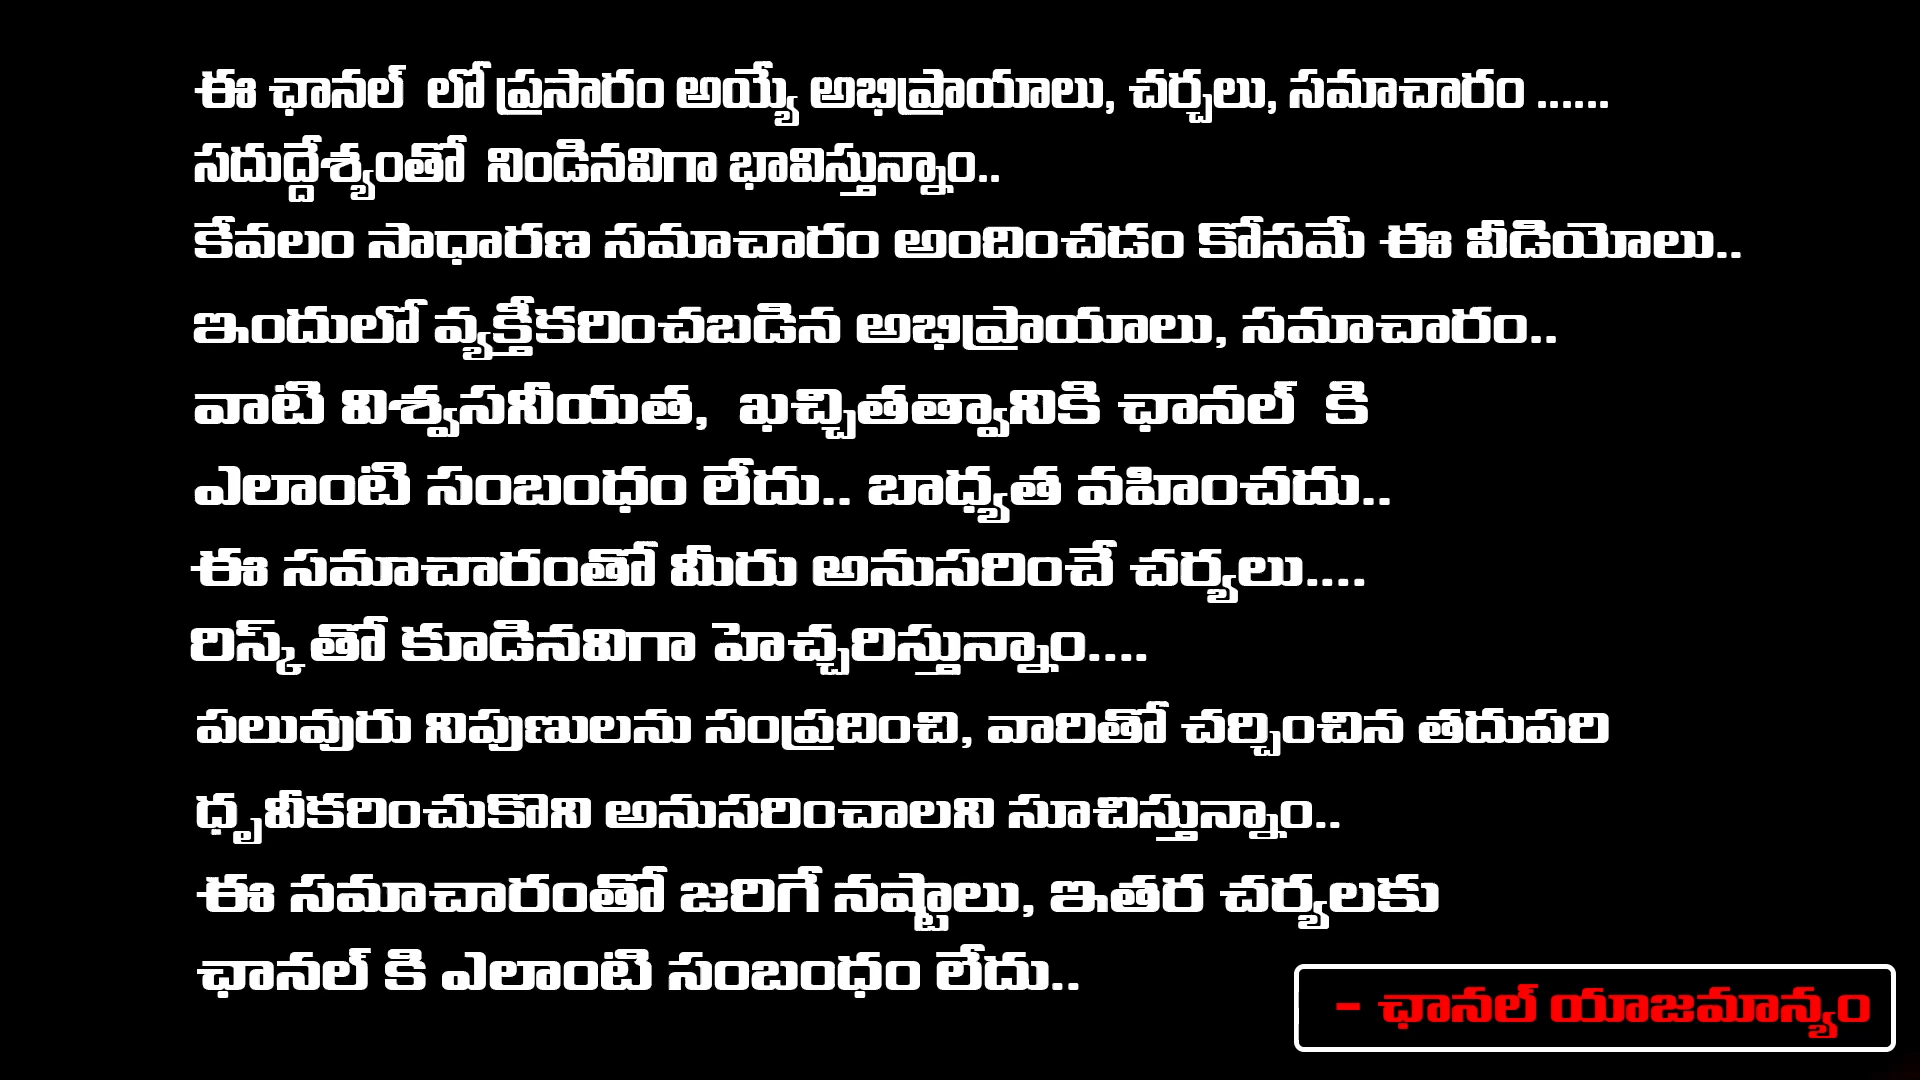 ఈ ఛానల్ లో ప్రసారం అయ్యే అభిప్రాయాలు, చర్చలు, సమాచారం ......
సదుద్దేశ్యంతో నిండినవిగా భావిస్తున్నాం..
కేవలం సాధారణ సమాచారం అందించడం కోసమే ఈ వీడియోలు..
ఇందులో వ్యక్తీకరించబడిన అభిప్రాయాలు, సమాచారం..
వాటి విశ్వసనీయత, ఖచ్చితత్వానికి ఛానల్ కి
ఎలాంటి సంబంధం లేదు.. బాధ్యత వహించదు..
ఈ సమాచారంతో మీరు అనుసరించే చర్యలు....
రిస్క్ తో కూడినవిగా హెచ్చరిస్తున్నాం....
పలువురు నిపుణులను సంప్రదించి, వారితో చర్చించిన తదుపరి
ధృవీకరించుకొని అనుసరించాలని సూచిస్తున్నాం..
ఈ సమాచారంతో జరిగే నష్టాలు, ఇతర చర్యలకు
ఛానల్ కి ఎలాంటి సంబంధం లేదు..
- ఛానల్ యాజమాన్యం